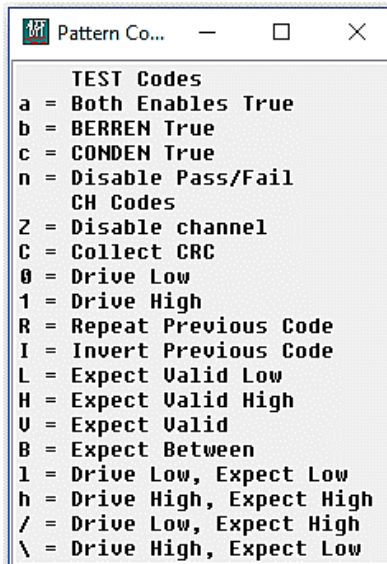 Pattern Co...
TEST Codes
a = Both Enables True
b = BERREN True
c = CONDEN True
n = Disable Pass/Fail
CH Codes
Z = Disable channel
C = Collect CRC
0 = Drive Low
1 = Drive High
R = Repeat Previous Code
I = Invert Previous Code
L = Expect Valid Low
H = Expect Valid High
V = Expect Valid
B = Expect Between
l = Drive Low, Expect Low
h = Drive High, Expect High
/ = Drive Low, Expect High
\ = Drive High, Expect Low